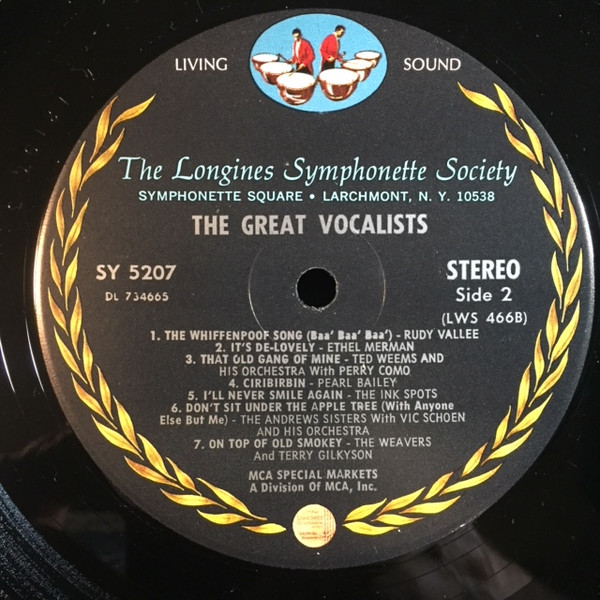 LIVING SOUND
The Longines Symphonette Society
SYMPHONETTE SQUARE • LARCHMONT, N. Y. 10538
THE GREAT VOCALISTS
SY 5207
DL 734665
STEREO
Side 2
(LWS 466B)
1. THE WHIFFENPOOF SONG (Baa' Baa' Baa') - RUDY VALLEE
2. IT'S DE-LOVELY - ETHEL MERMAN
3. THAT OLD GANG OF MINE - TED WEEMS AND
HIS ORCHESTRA With PERRY COMO
4. CIRIBIRBIN - PEARL BAILEY
5. I'LL NEVER SMILE AGAIN - THE INK SPOTS
6. DON'T SIT UNDER THE APPLE TREE (With Anyone
Else But Me) - THE ANDREWS SISTERS With VIC SCHOEN
AND HIS ORCHESTRA
7. ON TOP OF OLD SMOKEY - THE WEAVERS
And TERRY GILKYSON
MCA SPECIAL MARKETS
A Division Of MCA, Inc.